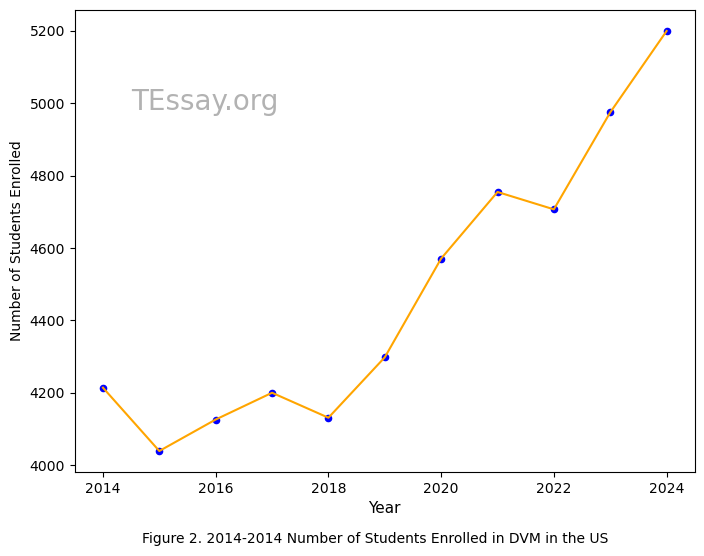 5200
5000
4800
4600
4400
4200
4000
Number of Students Enrolled
TEssay.org
2014 2016 2018 2020 2022 2024
Year
Figure 2. 2014-2014 Number of Students Enrolled in DVM in the US